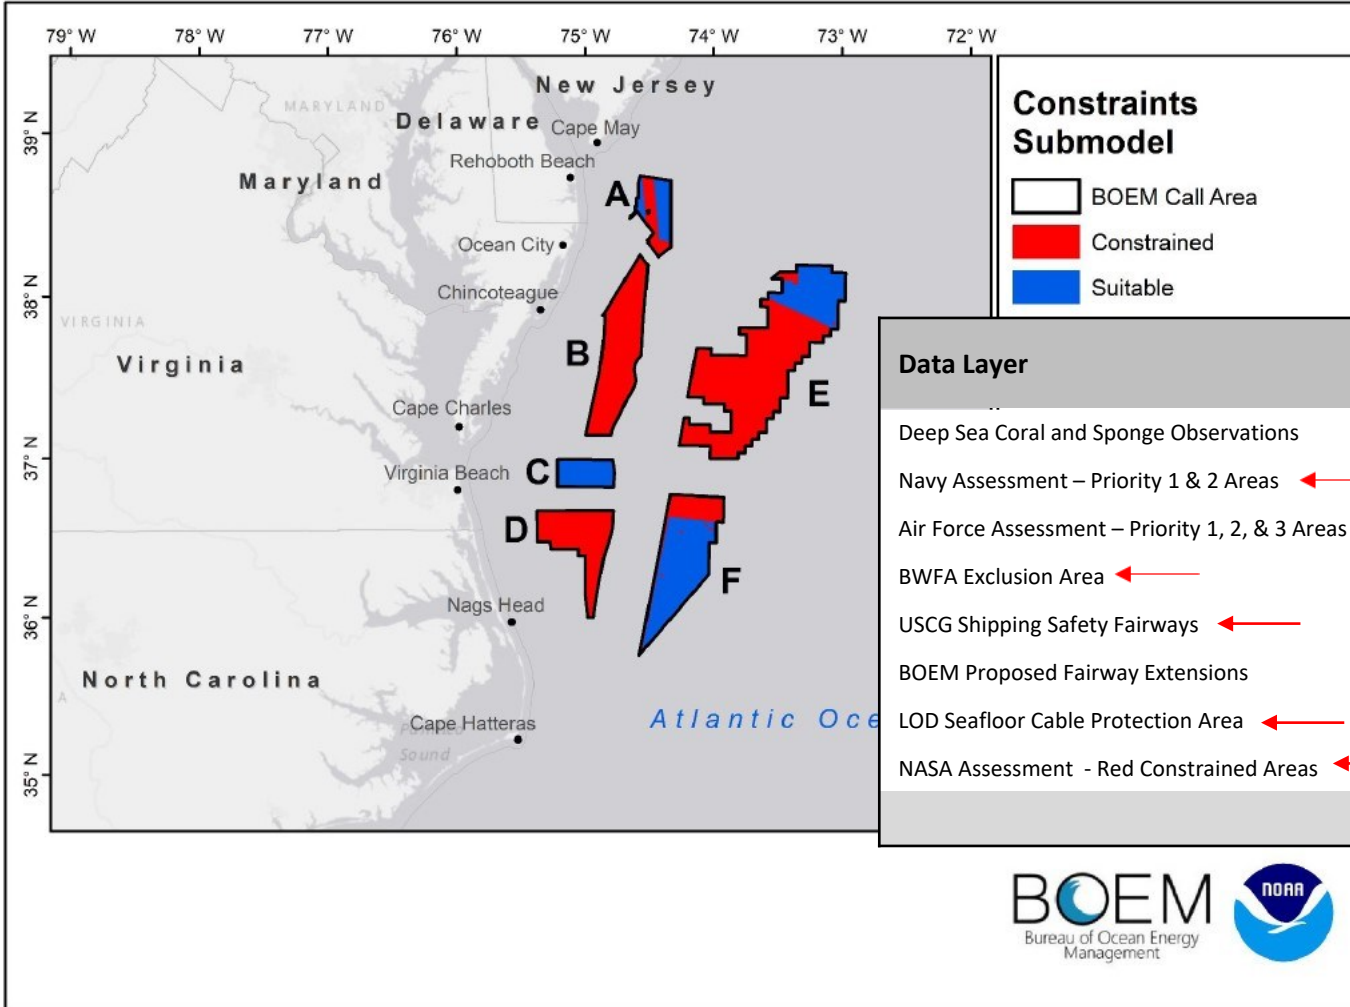 79° W 78° W 77° W 76° W 75° W 74° W 73° W 72° W
39° N
38° N
37° N
36° N
35° N
New Jersey
MARYLAND
Delaware
Cape May
Rehoboth Beach
Maryland
A
Ocean City
Chincoteague
VIRGINIA
Virginia
B
E
Cape Charles
Virginia Beach
C
D
F
Nags Head
North Carolina
Cape Hatteras
Sound
Atlantic Oce
Constraints
Submodel
BOEM Call Area
Constrained
Suitable
Data Layer
Deep Sea Coral and Sponge Observations
Navy Assessment – Priority 1 & 2 Areas
Air Force Assessment – Priority 1, 2, & 3 Areas
BWFA Exclusion Area
USCG Shipping Safety Fairways
BOEM Proposed Fairway Extensions
LOD Seafloor Cable Protection Area
NASA Assessment - Red Constrained Areas
BOEM
Bureau of Ocean Energy
Management
NOAA